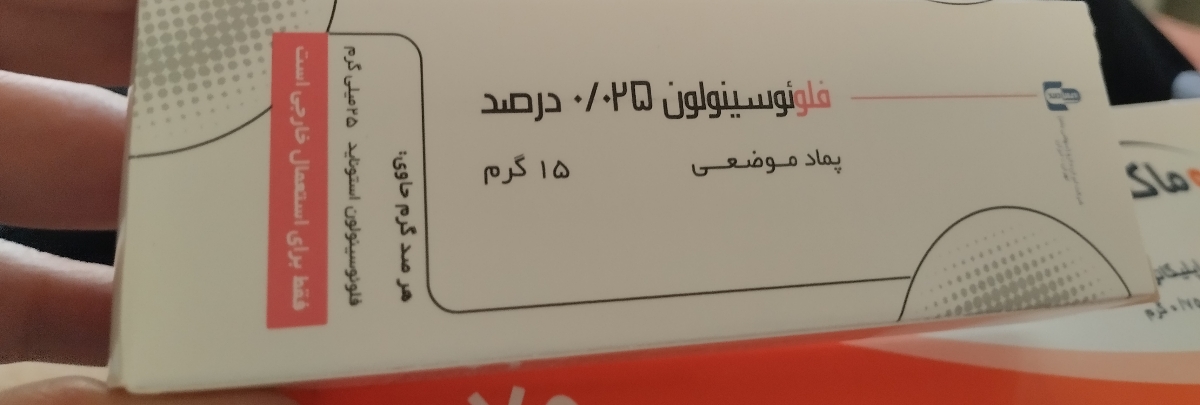 فلوئوسینولون ۰/۰۲۵ درصد
پماد موضعی
۱۵ گرم
هر صد گرم حاوی:
فلوئوسینولون استوناید ۲۵ میلی گرم
فقط برای استعمال خارجی است
ماک